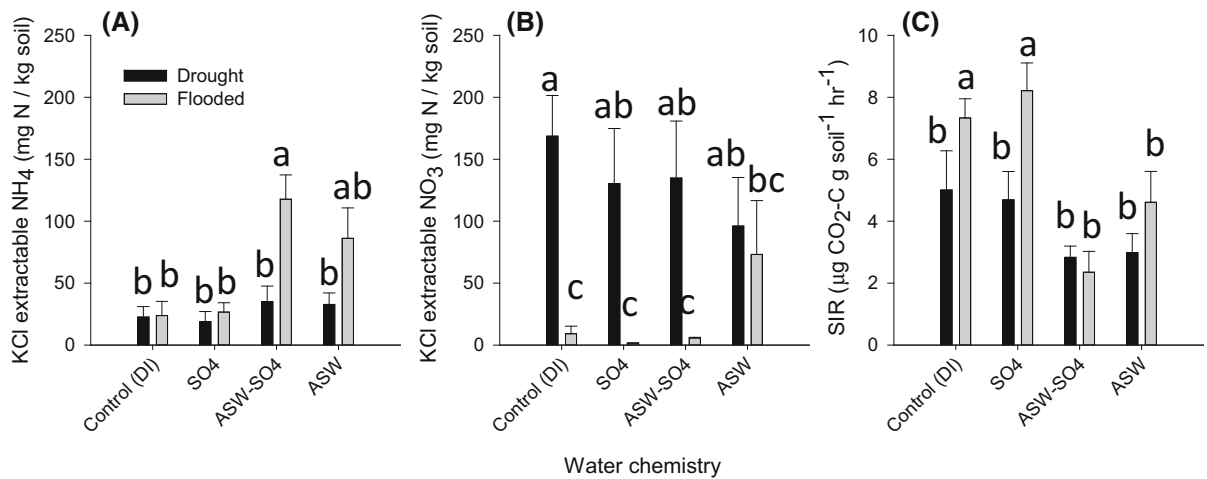 (A)
KCl extractable NH4 (mg N / kg soil)
250
200
150
100
50
0
Drought
Flooded
b b b b b a b ab
Control (DI)
SO4
ASW-SO4
ASW
(B)
KCl extractable NO3 (mg N / kg soil)
250
200
150
100
50
0
a c ab c ab c ab bc
Control (DI)
SO4
ASW-SO4
ASW
(C)
SIR (µg CO2-C g soil-1 hr-1)
10
8
6
4
2
0
b a b a b b b b
Control (DI)
SO4
ASW-SO4
ASW
Water chemistry